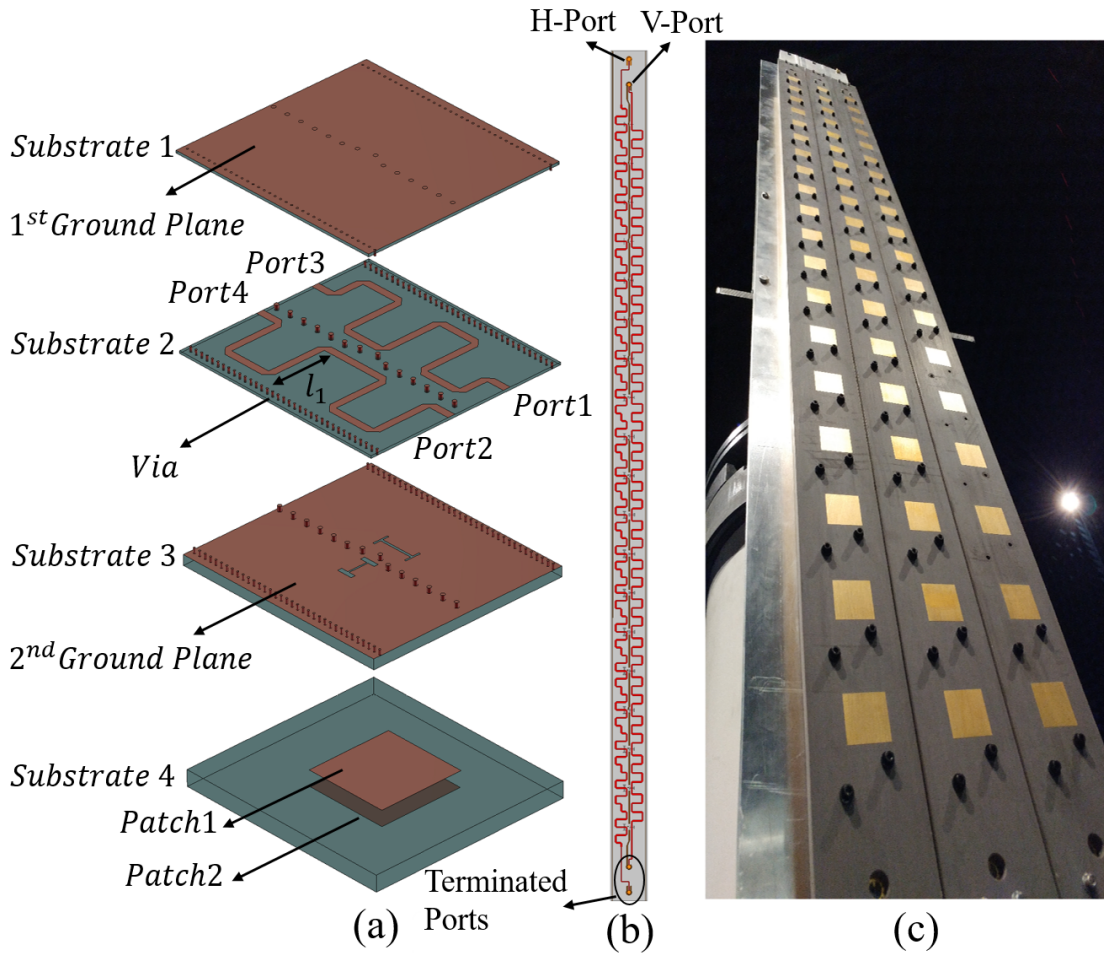 H-Port
V-Port
Substrate 1
1st Ground Plane
Port3
Port4
Substrate 2
l1
Port1
Port2
Via
Substrate 3
2nd Ground Plane
Substrate 4
Patch1
Patch2
Terminated
Ports
(a)
(b)
(c)